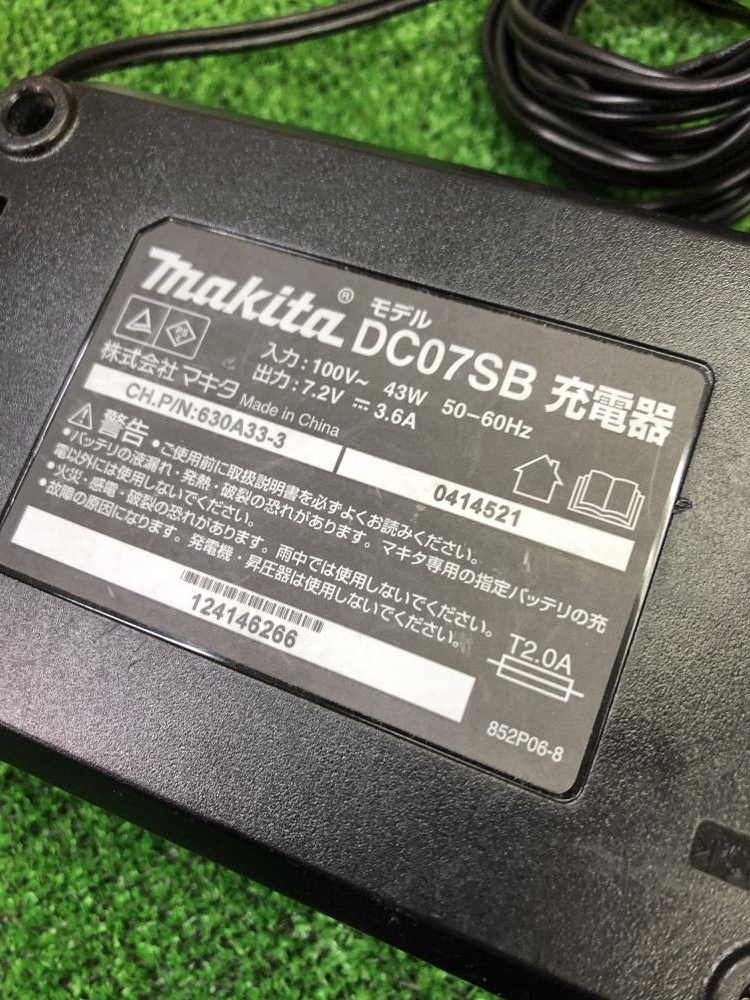 makita®
モデル
DC07SB 充電器
PS
E
株式会社 マキタ
入力 : 100V~ 43W 50-60Hz
出力 : 7.2V ⎓ 3.6A
Made in China
CH.P/N:630A33-3
0414521
⚠警告 •ご使用前に取扱説明書を必ずよくお読みください。
•バッテリの液漏れ・発熱・破裂の恐れがあります。マキタ専用の指定バッテリの充
電以外には使用しないでください。
•火災・感電・破裂の恐れがあります。雨中では使用しないでください。
•故障の原因になります。発電機・昇圧器は使用しないでください。
124146266
T2.0A
852P06-8